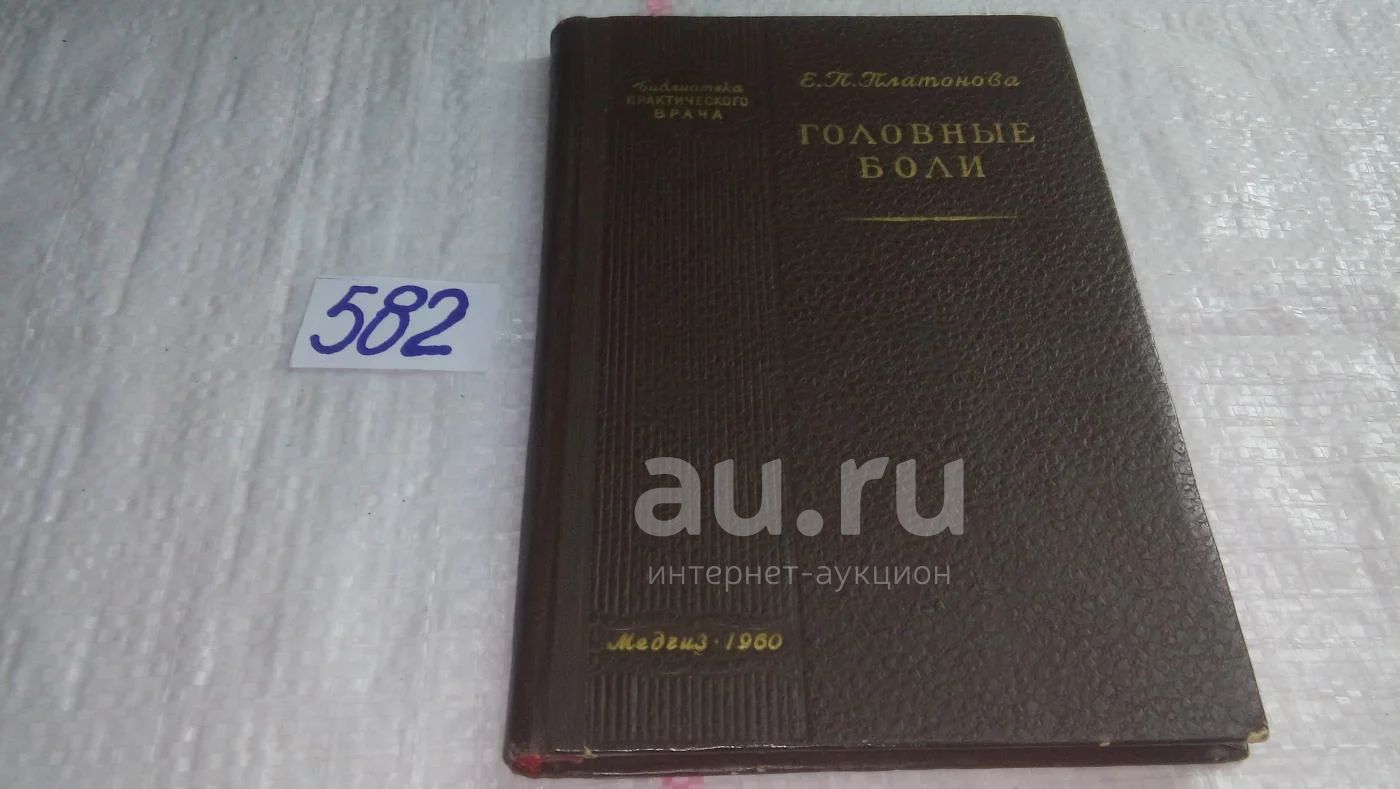 Библиотека
ПРАКТИЧЕСКОГО
ВРАЧА
Е.П.Платонова
ГОЛОВНЫЕ
БОЛИ
582
au.ru
интернет-аукцион
Медгиз·1960